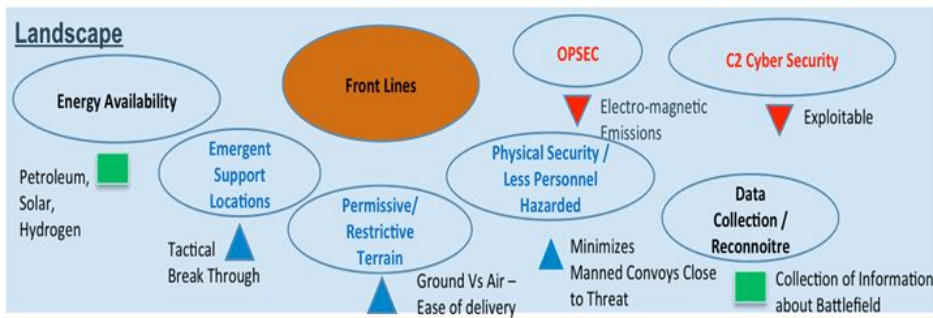 Landscape
Energy Availability
Petroleum,
Solar,
Hydrogen
Emergent
Support
Locations
Tactical
Break Through
Front Lines
Permissive/
Restrictive
Terrain
Ground Vs Air –
Ease of delivery
OPSEC
Electro-magnetic
Emissions
Physical Security /
Less Personnel
Hazarded
Minimizes
Manned Convoys Close
to Threat
C2 Cyber Security
Exploitable
Data
Collection /
Reconnoitre
Collection of Information
about Battlefield